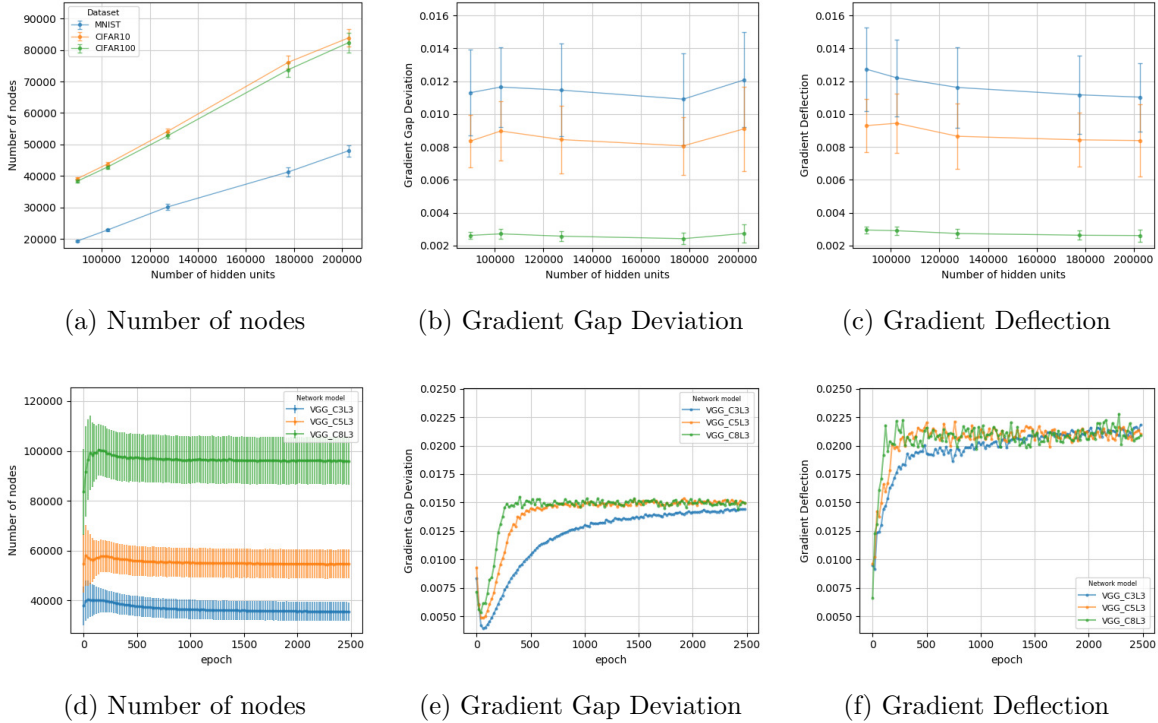 90000
80000
70000
60000
50000
40000
30000
20000
Number of nodes
Dataset
MNIST
CIFAR10
CIFAR100
100000 120000 140000 160000 180000 200000
Number of hidden units
(a) Number of nodes
0.016
0.014
0.012
0.010
0.008
0.006
0.004
0.002
Gradient Gap Deviation
100000 120000 140000 160000 180000 200000
Number of hidden units
(b) Gradient Gap Deviation
0.016
0.014
0.012
0.010
0.008
0.006
0.004
0.002
Gradient Deflection
100000 120000 140000 160000 180000 200000
Number of hidden units
(c) Gradient Deflection
120000
100000
80000
60000
40000
Number of nodes
Network model
VGG_C3L3
VGG_C5L3
VGG_C8L3
0 500 1000 1500 2000 2500
epoch
(d) Number of nodes
0.0250
0.0225
0.0200
0.0175
0.0150
0.0125
0.0100
0.0075
0.0050
Gradient Gap Deviation
Network model
VGG_C3L3
VGG_C5L3
VGG_C8L3
0 500 1000 1500 2000 2500
epoch
(e) Gradient Gap Deviation
0.0250
0.0225
0.0200
0.0175
0.0150
0.0125
0.0100
0.0075
0.0050
Gradient Deflection
Network model
VGG_C3L3
VGG_C5L3
VGG_C8L3
0 500 1000 1500 2000 2500
epoch
(f) Gradient Deflection